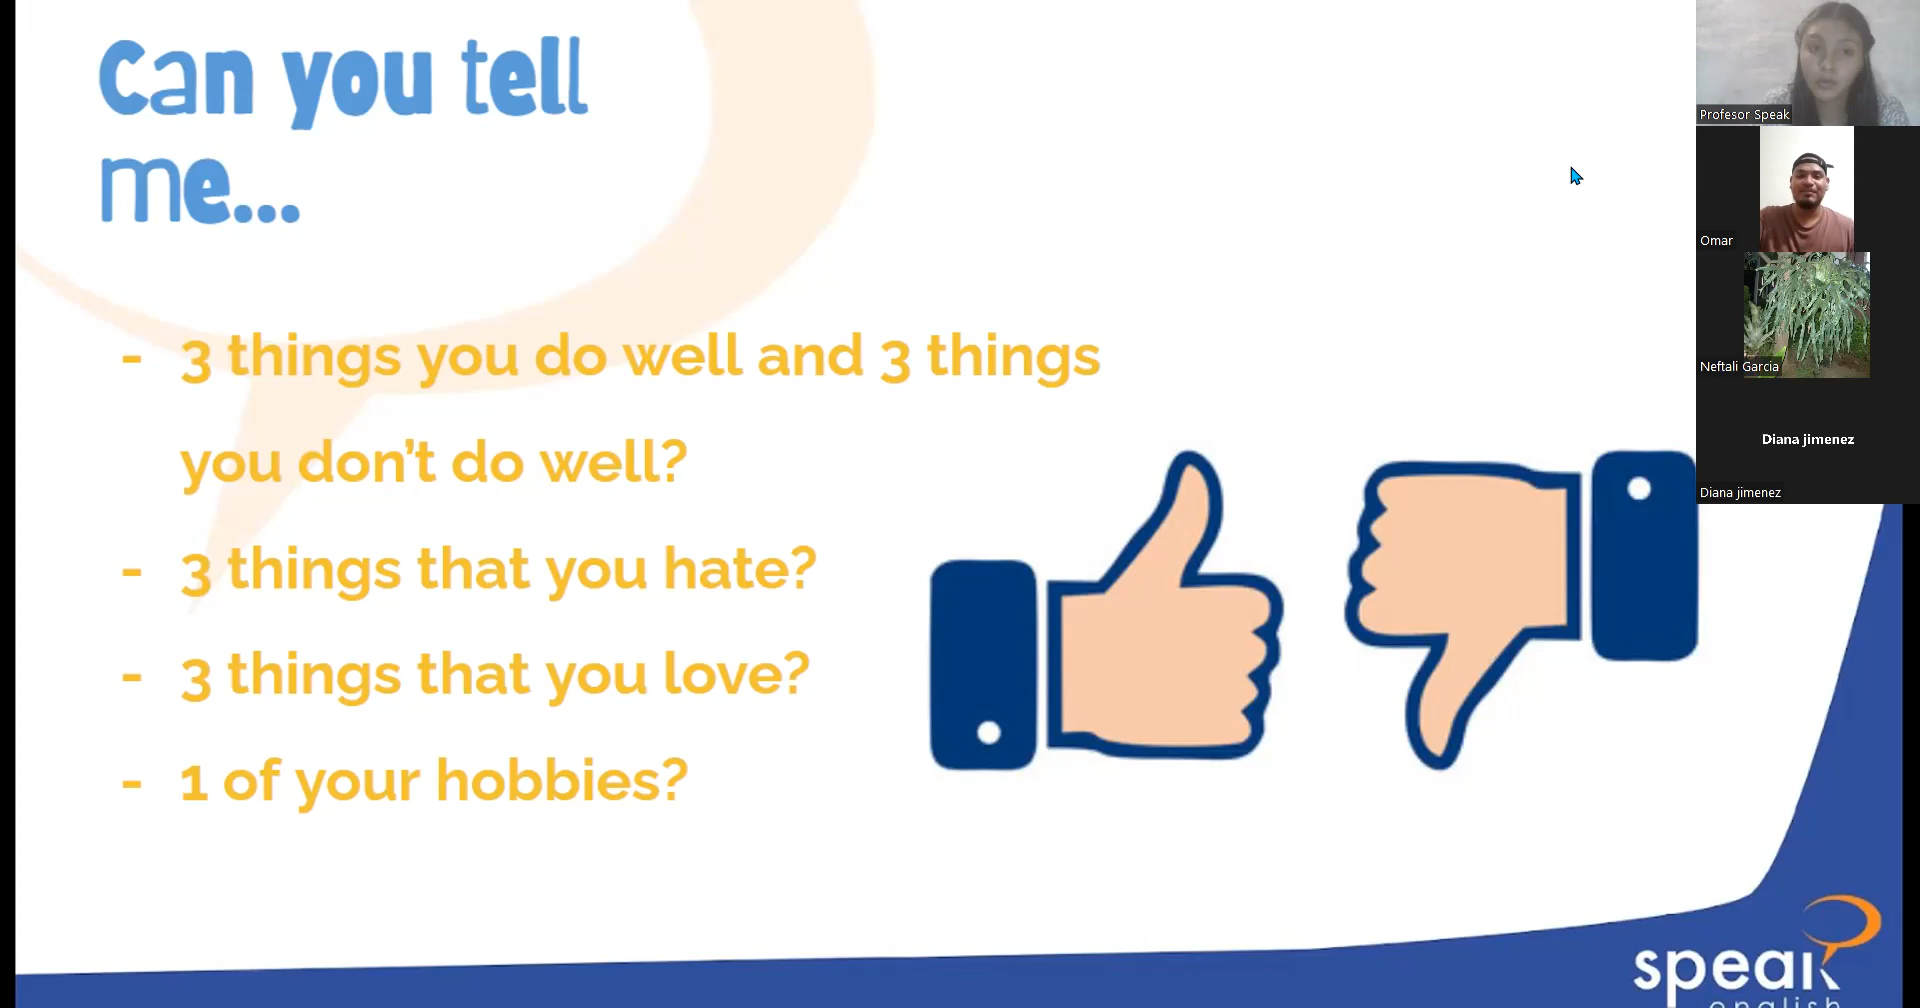 Can you tell
me...
- 3 things you do well and 3 things
you don't do well?
- 3 things that you hate?
- 3 things that you love?
- 1 of your hobbies?
Profesor Speak
Omar
Neftali Garcia
Diana jimenez
Diana jimenez
speak
english